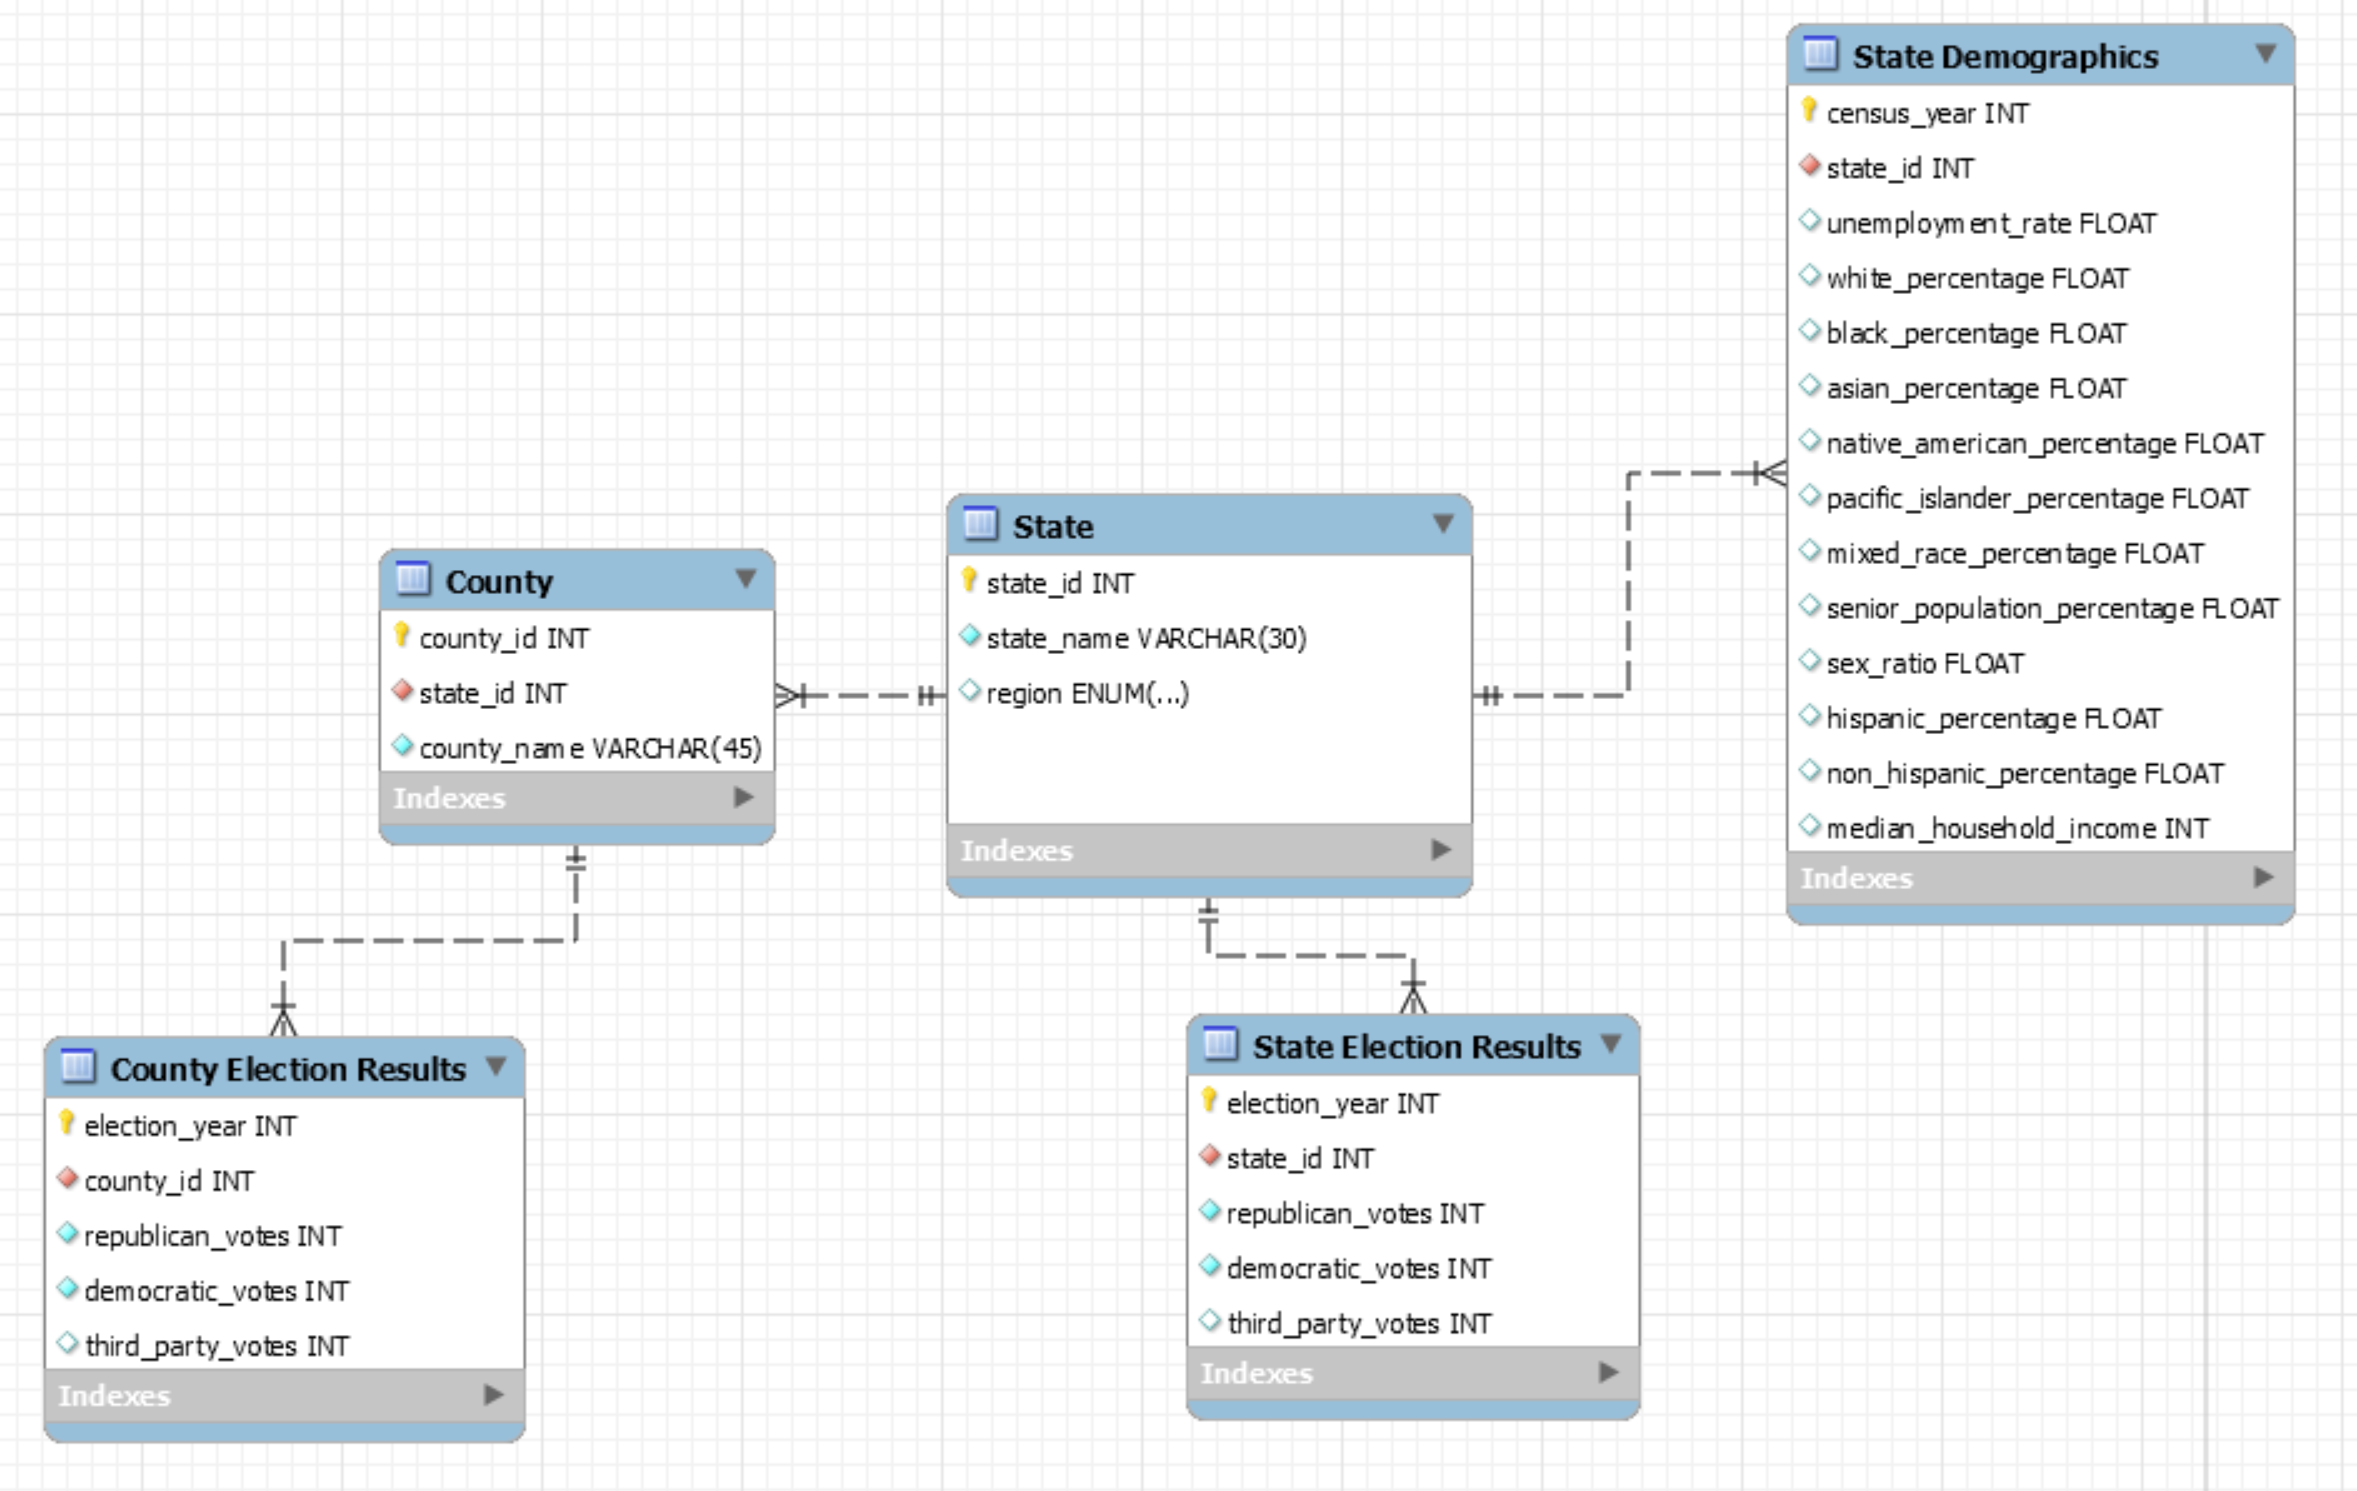 State Demographics
census_year INT
state_id INT
unemployment_rate FLOAT
white_percentage FLOAT
black_percentage FLOAT
asian_percentage FLOAT
native_american_percentage FLOAT
pacific_islander_percentage FLOAT
mixed_race_percentage FLOAT
senior_population_percentage FLOAT
sex_ratio FLOAT
hispanic_percentage FLOAT
non_hispanic_percentage FLOAT
median_household_income INT
Indexes
State
state_id INT
state_name VARCHAR(30)
region ENUM(...)
Indexes
County
county_id INT
state_id INT
county_name VARCHAR(45)
Indexes
County Election Results
election_year INT
county_id INT
republican_votes INT
democratic_votes INT
third_party_votes INT
Indexes
State Election Results
election_year INT
state_id INT
republican_votes INT
democratic_votes INT
third_party_votes INT
Indexes